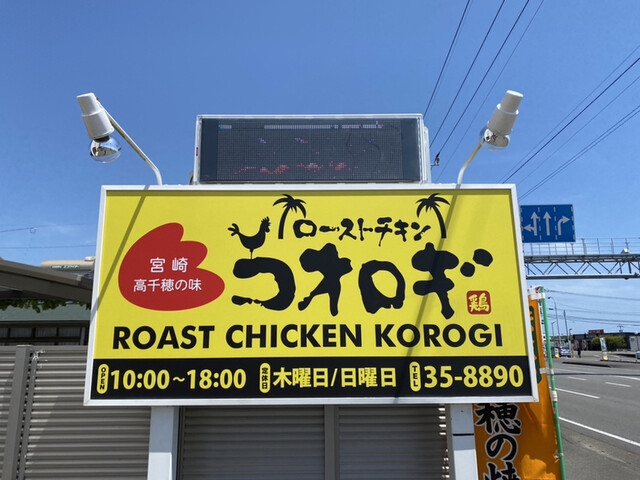 ローストチキン
宮崎
高千穂の味
コオロギ
鶏
ROAST CHICKEN KOROGI
OPEN 10:00～18:00 定休日 木曜日/日曜日 TEL 35-8890
穂の焼